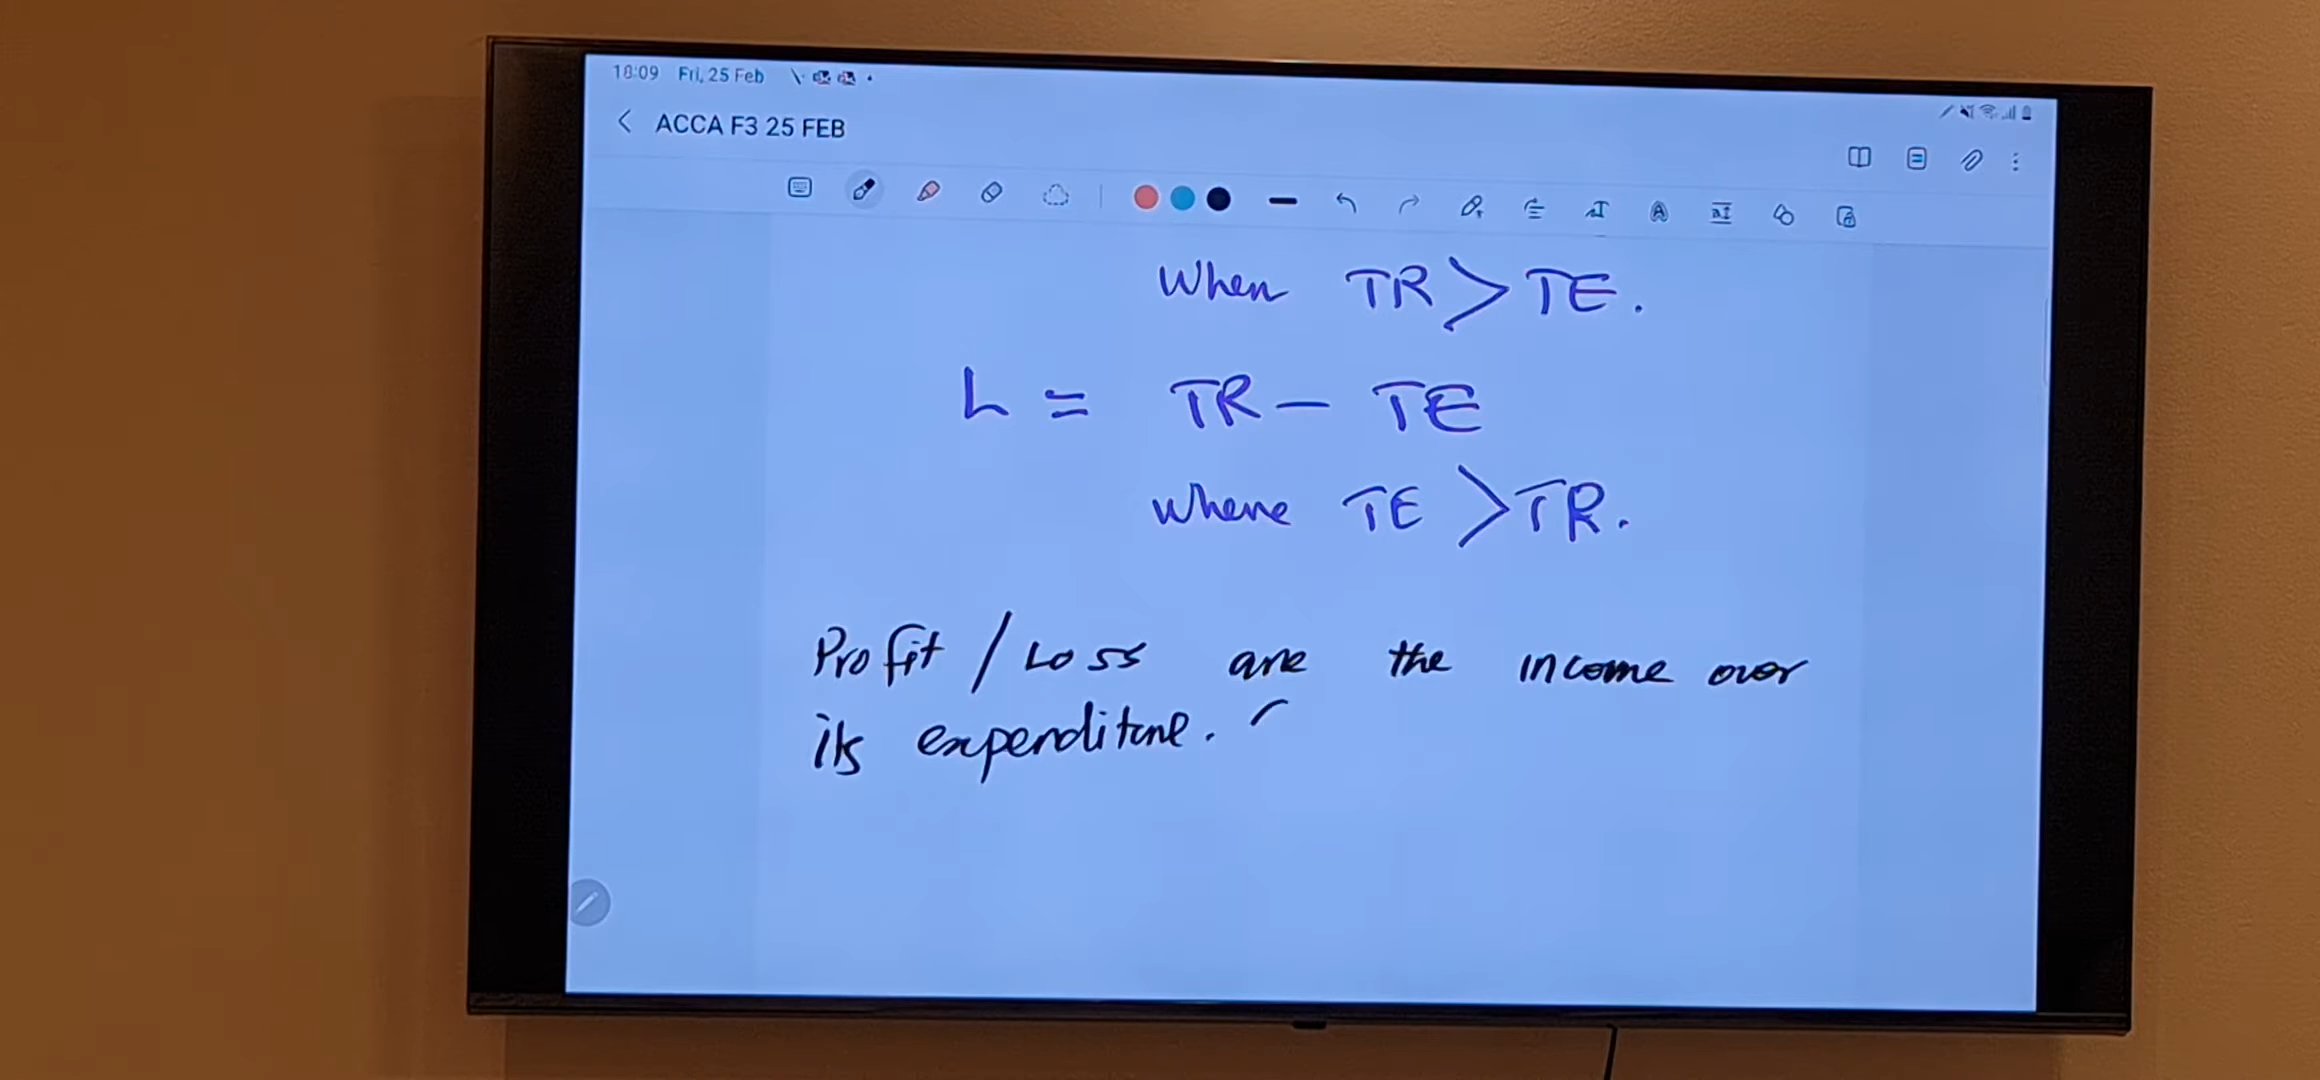 18:09 Fri, 25 Feb
ACCA F3 25 FEB
When TR > TE.
L = TR - TE
Where TE > TR.
Profit / Loss are the income over
its expenditure.